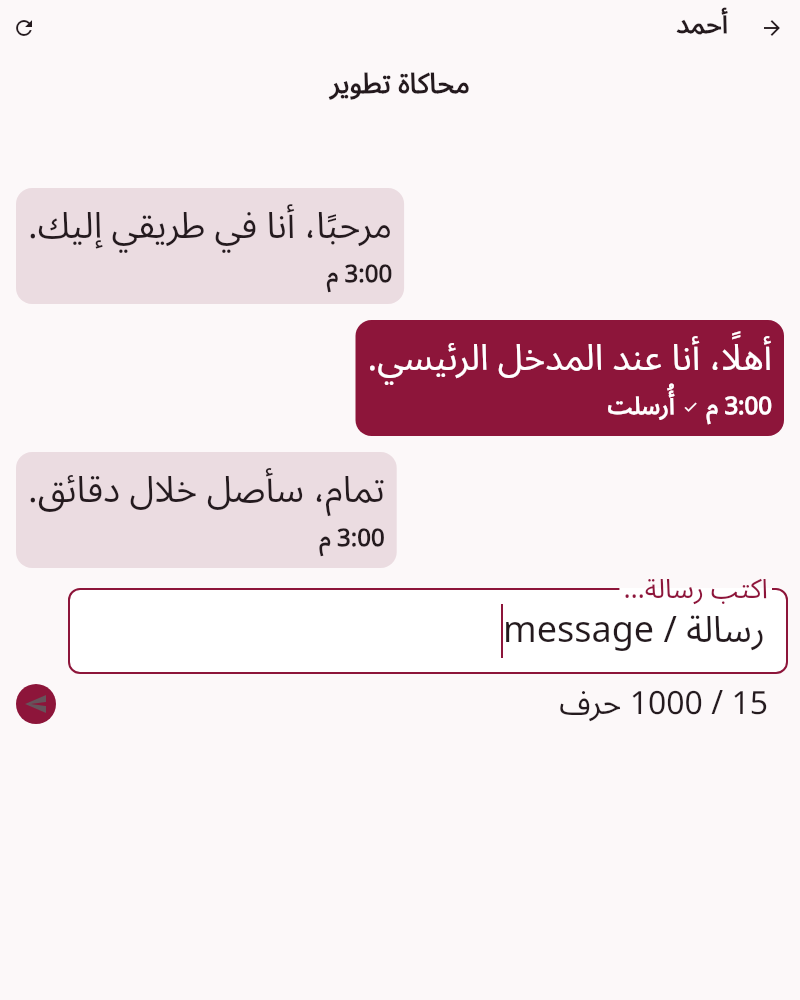 أحمد
محاكاة تطوير
مرحبًا، أنا في طريقي إليك.
3:00 م
أهلًا، أنا عند المدخل الرئيسي.
3:00 م ✓ أُرسلت
تمام، سأصل خلال دقائق.
3:00 م
اكتب رسالة...
رسالة / message
15 / 1000 حرف